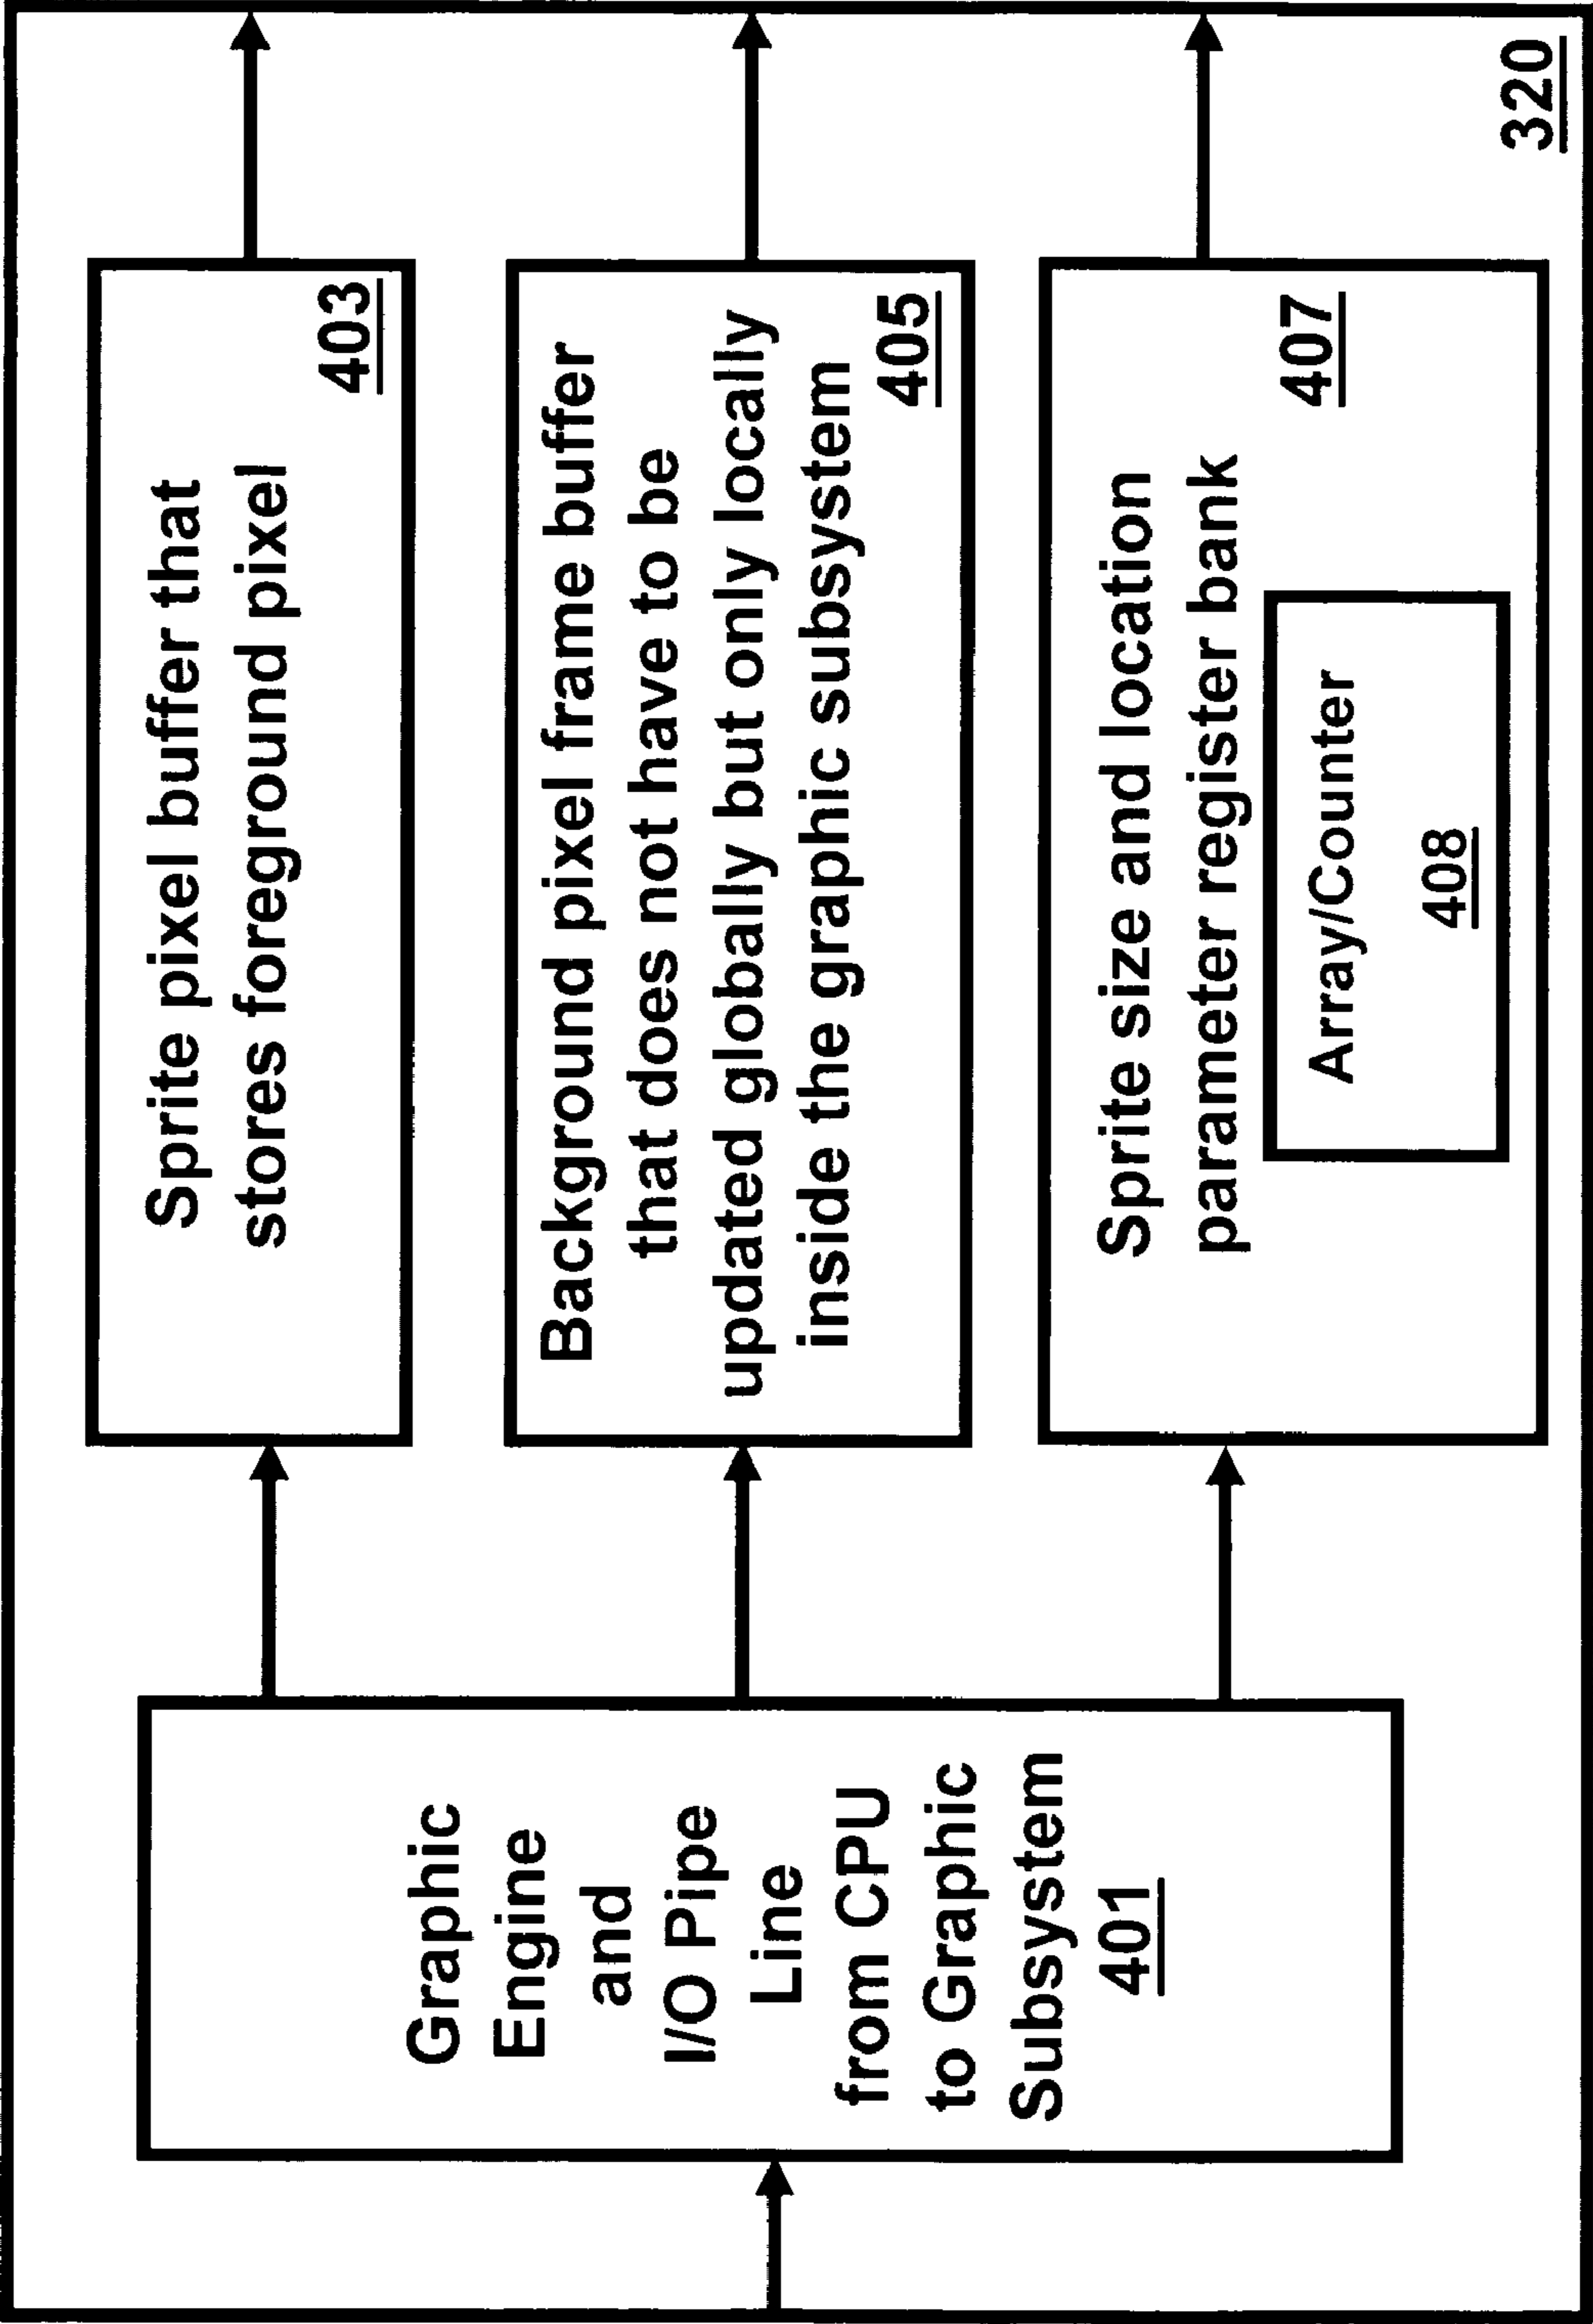 Graphic
Engine
and
I/O Pipe
Line
from CPU
to Graphic
Subsystem
401
Sprite pixel buffer that
stores foreground pixel
403
Background pixel frame buffer
that does not have to be
updated globally but only locally
inside the graphic subsystem
405
Sprite size and location
parameter register bank
407
Array/Counter
408
320